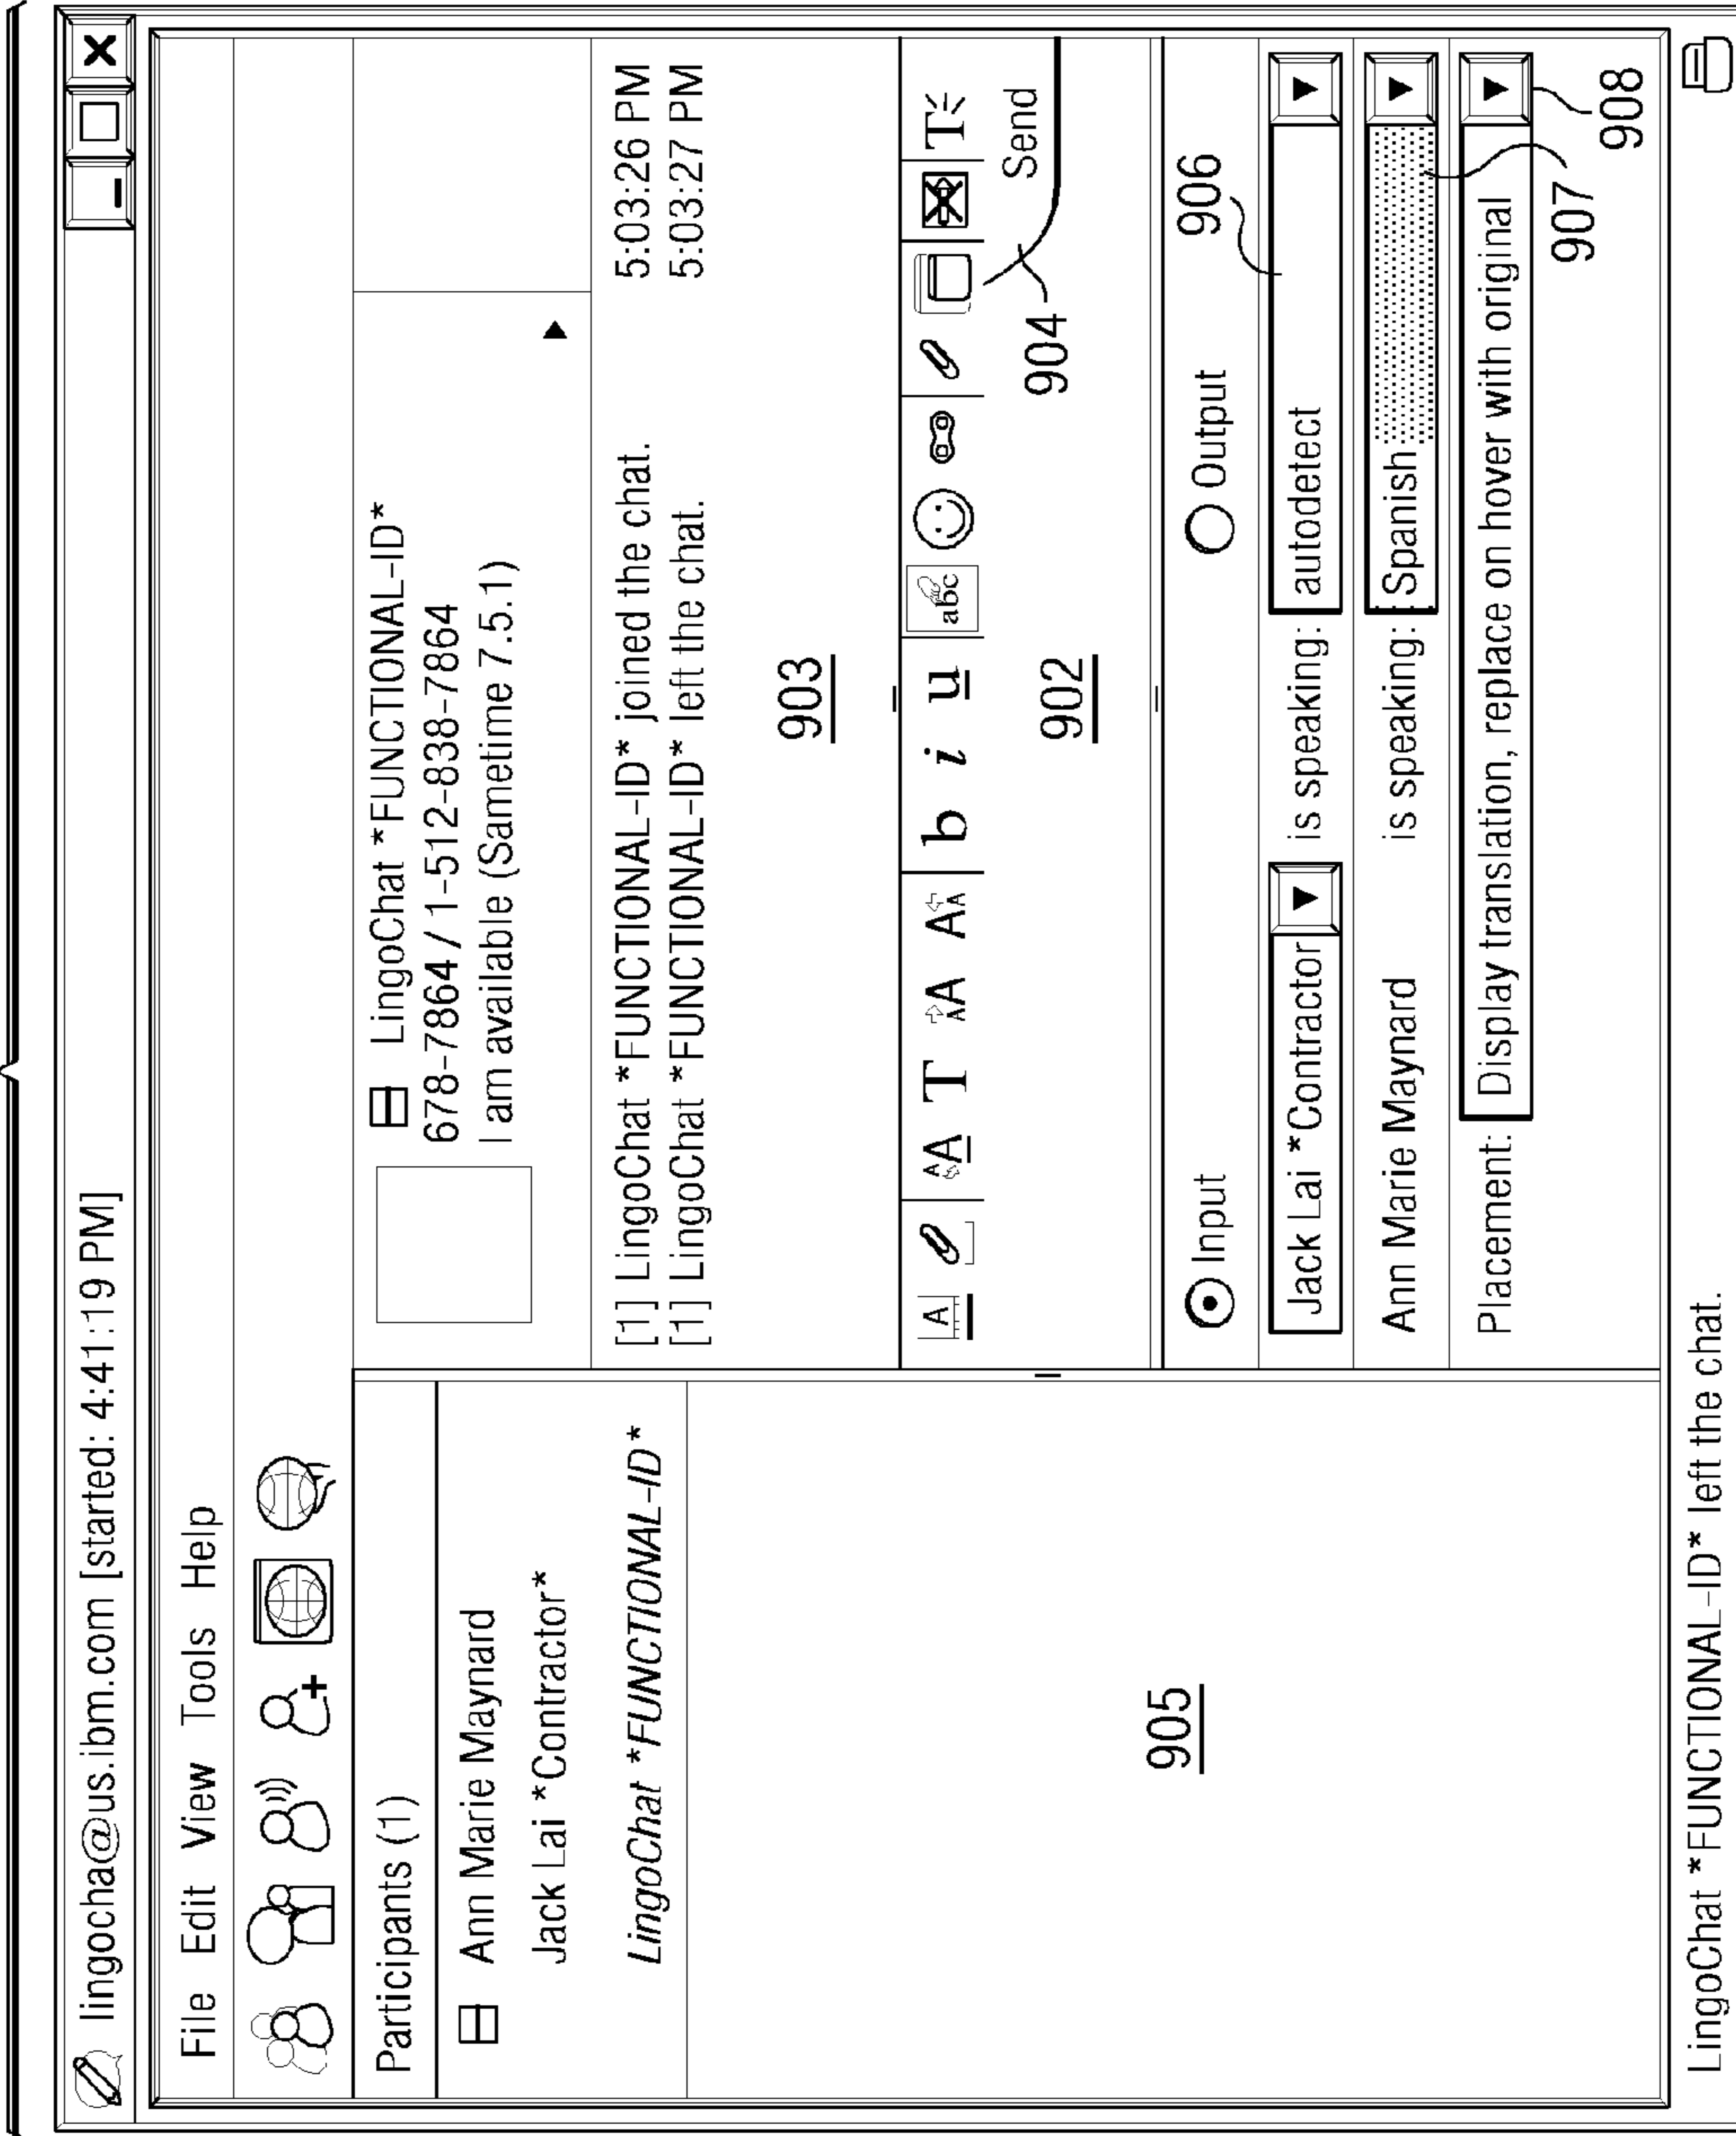 lingocha@us.ibm.com [started: 4:41:19 PM]
File Edit View Tools Help
Participants (1)
Ann Marie Maynard
Jack Lai *Contractor*
LingoChat *FUNCTIONAL-ID*
905
LingoChat *FUNCTIONAL-ID*
678-7864 / 1-512-838-7864
I am available (Sametime 7.5.1)
[1] LingoChat *FUNCTIONAL-ID* joined the chat. 5:03:26 PM
[1] LingoChat *FUNCTIONAL-ID* left the chat. 5:03:27 PM
903
A AA T AA AA b i u abc T
Send
904
902
Input Output
906
Jack Lai *Contractor is speaking: autodetect
Ann Marie Maynard is speaking: Spanish
Placement: Display translation, replace on hover with original
907
908
LingoChat *FUNCTIONAL-ID* left the chat.